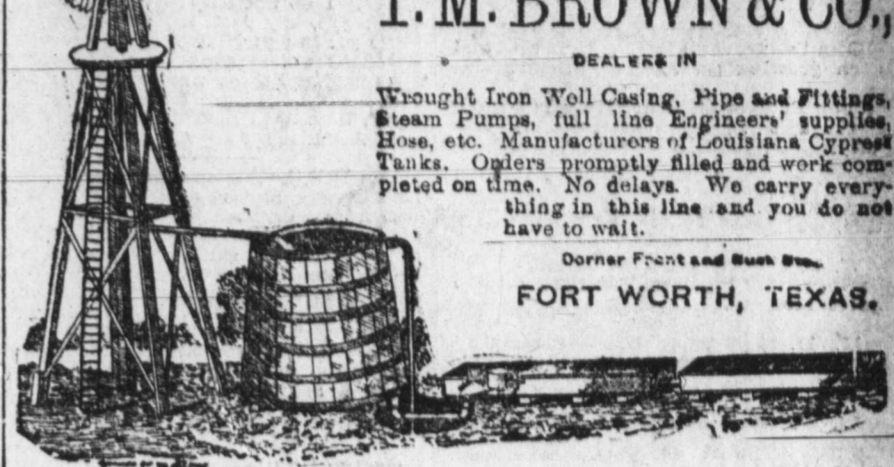 T. M. BROWN & CO.,
DEALERS IN
Wrought Iron Woll Casing, Pipe and Fittings,
Steam Pumps, full line Engineers' supplies,
Hose, etc. Manufacturers of Louisiana Cypress
Tanks. Orders promptly filled and work com-
pleted on time. No delays. We carry every-
thing in this line and you do not
have to wait.
Corner Front and Rusk Sts.,
FORT WORTH, TEXAS.